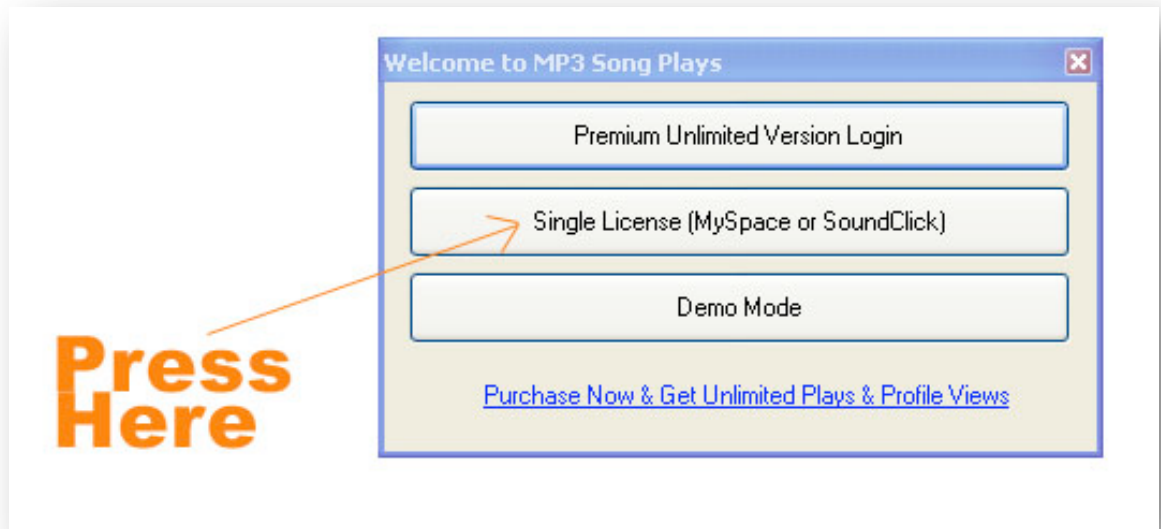 Welcome to MP3 Song Plays
Premium Unlimited Version Login
Single License (MySpace or SoundClick)
Demo Mode
Press
Here
Purchase Now & Get Unlimited Plays & Profile Views